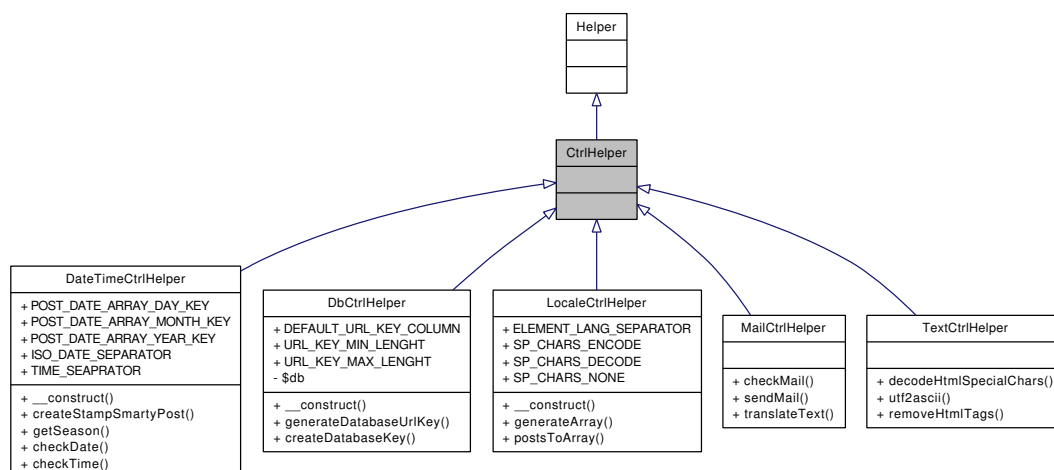 Helper
CtrlHelper
DateTimeCtrlHelper
+ POST_DATE_ARRAY_DAY_KEY
+ POST_DATE_ARRAY_MONTH_KEY
+ POST_DATE_ARRAY_YEAR_KEY
+ ISO_DATE_SEPARATOR
+ TIME_SEAPRATOR
+ __construct()
+ createStampSmartyPost()
+ getSeason()
+ checkDate()
+ checkTime()
DbCtrlHelper
+ DEFAULT_URL_KEY_COLUMN
+ URL_KEY_MIN_LENGHT
+ URL_KEY_MAX_LENGHT
- $db
+ __construct()
+ generateDatabaseUrlKey()
+ createDatabaseKey()
LocaleCtrlHelper
+ ELEMENT_LANG_SEPARATOR
+ SP_CHARS_ENCODE
+ SP_CHARS_DECODE
+ SP_CHARS_NONE
+ __construct()
+ generateArray()
+ postsToArray()
MailCtrlHelper
+ checkMail()
+ sendMail()
+ translateText()
TextCtrlHelper
+ decodeHtmlSpecialChars()
+ utf2ascii()
+ removeHtmlTags()